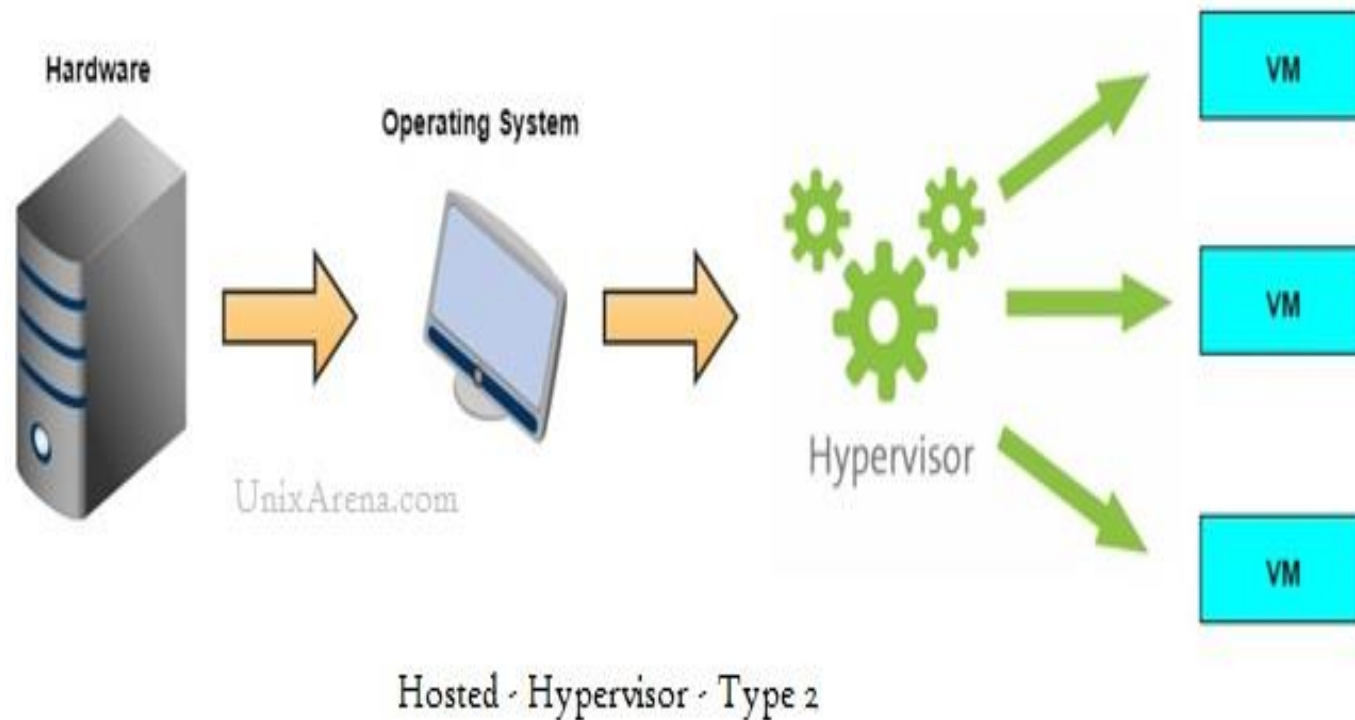 Hardware
Operating System
VM
VM
Hypervisor
UnixArena.com
VM
Hosted - Hypervisor - Type 2